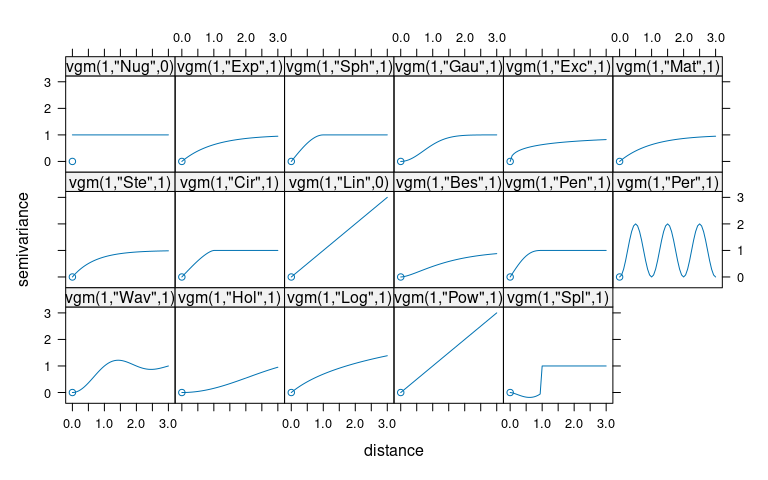 0.0 1.0 2.0 3.0 0.0 1.0 2.0 3.0 0.0 1.0 2.0 3.0
vgm(1,"Nug",0) vgm(1,"Exp",1) vgm(1,"Sph",1) vgm(1,"Gau",1) vgm(1,"Exc",1) vgm(1,"Mat",1)
3
2
1
0
vgm(1,"Ste",1) vgm(1,"Cir",1) vgm(1,"Lin",0) vgm(1,"Bes",1) vgm(1,"Pen",1) vgm(1,"Per",1)
3
2
1
0
semivariance
vgm(1,"Wav",1) vgm(1,"Hol",1) vgm(1,"Log",1) vgm(1,"Pow",1) vgm(1,"Spl",1)
3
2
1
0
0.0 1.0 2.0 3.0 0.0 1.0 2.0 3.0 0.0 1.0 2.0 3.0
distance